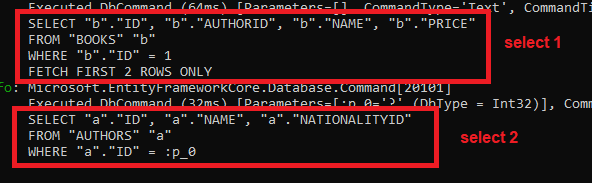 Executed DbCommand (64ms) [Parameters=[], CommandType='Text', CommandTi
SELECT "b"."ID", "b"."AUTHORID", "b"."NAME", "b"."PRICE"
FROM "BOOKS" "b"
WHERE "b"."ID" = 1
FETCH FIRST 2 ROWS ONLY
select 1
fo: Microsoft.EntityFrameworkCore.Database.Command[20101]
Executed DbCommand (32ms) [Parameters=[:p_0='?' (DbType = Int32)], Com
SELECT "a"."ID", "a"."NAME", "a"."NATIONALITYID"
FROM "AUTHORS" "a"
WHERE "a"."ID" = :p_0
select 2